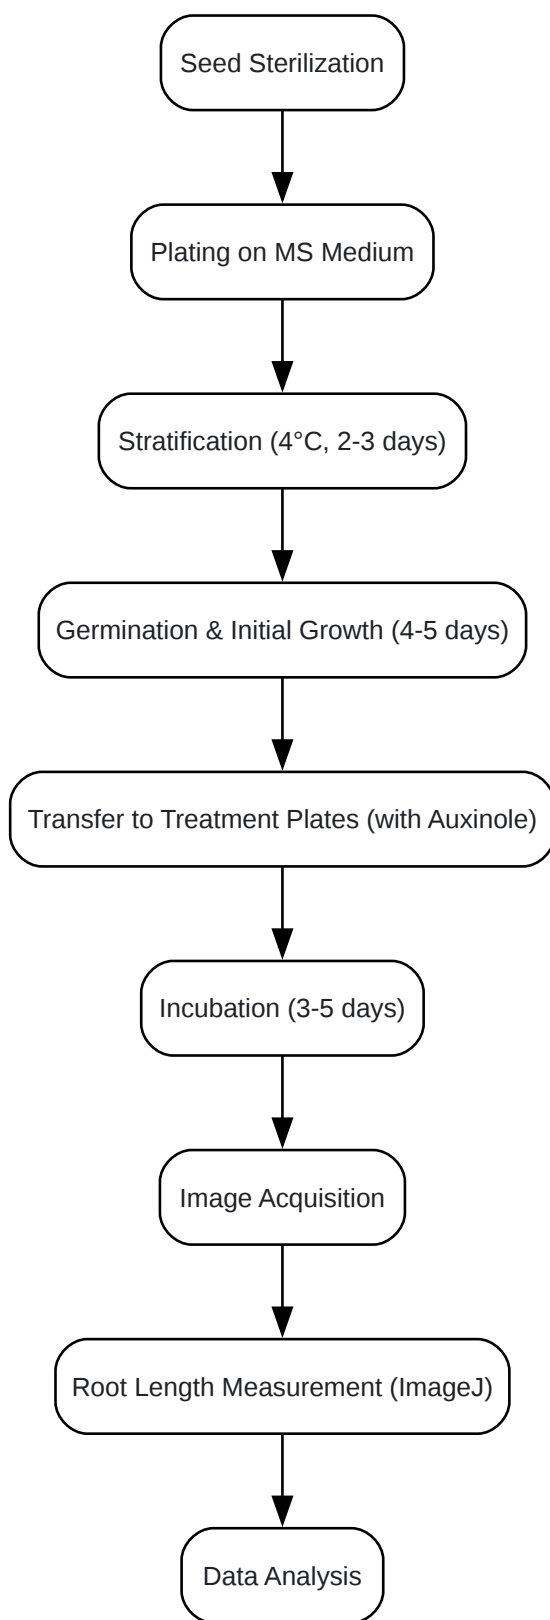 Seed Sterilization
Plating on MS Medium
Stratification (4°C, 2-3 days)
Germination & Initial Growth (4-5 days)
Transfer to Treatment Plates (with Auxinole)
Incubation (3-5 days)
Image Acquisition
Root Length Measurement (ImageJ)
Data Analysis